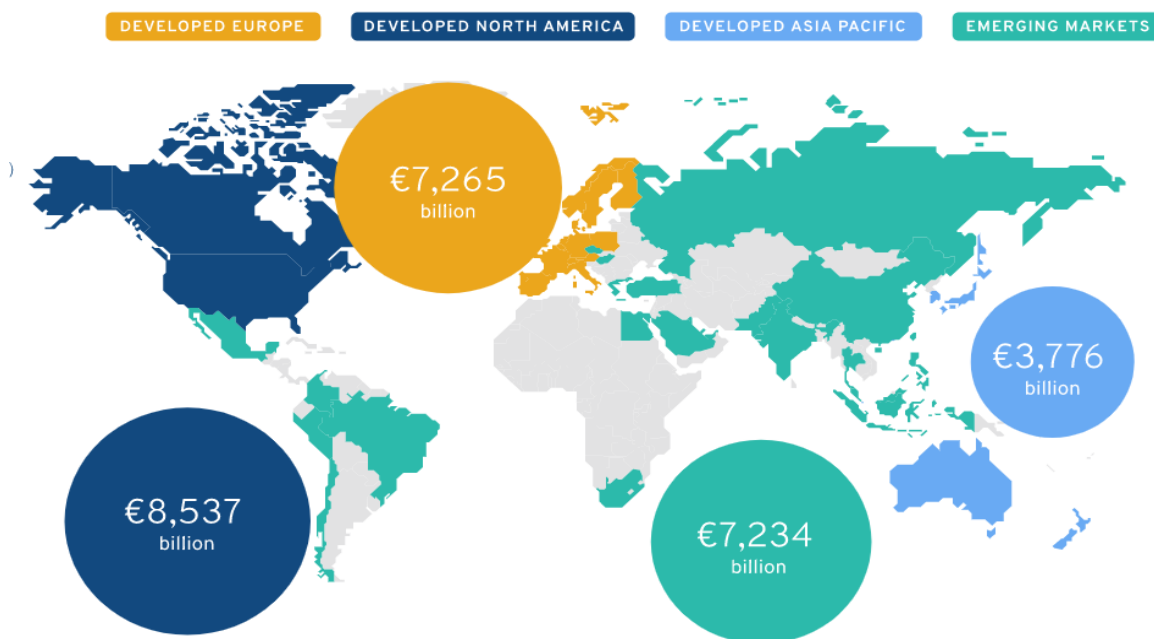 DEVELOPED EUROPE
DEVELOPED NORTH AMERICA
DEVELOPED ASIA PACIFIC
EMERGING MARKETS
)
€7,265
billion
€3,776
billion
€8,537
billion
€7,234
billion